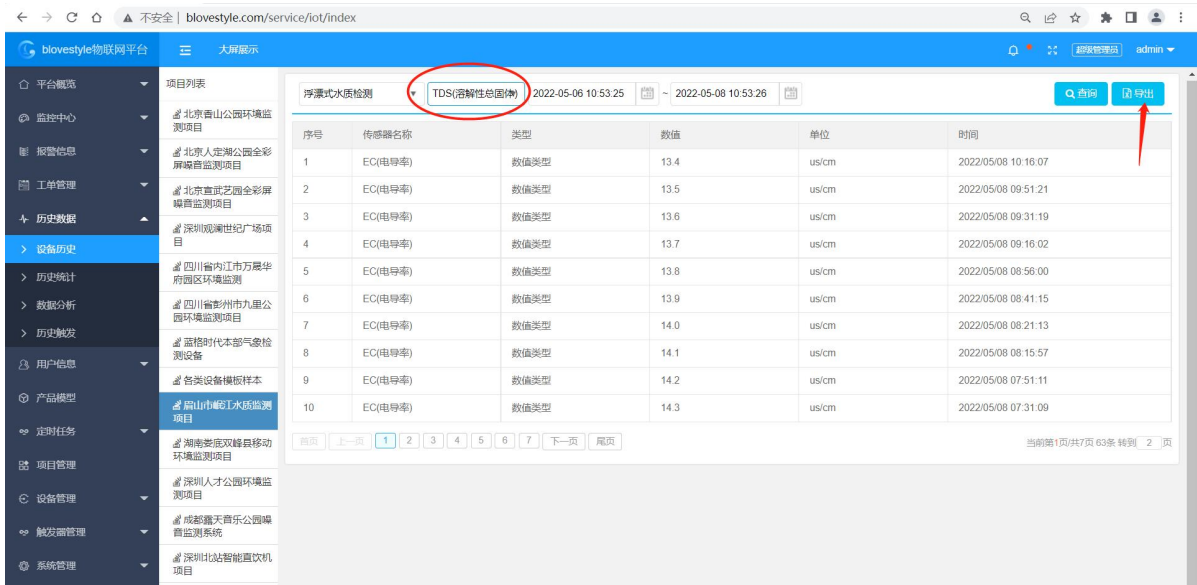 不安全 | blovestyle.com/service/iot/index
blovestyle物联网平台
大屏展示
超级管理员 admin
平台概览
监控中心
报警信息
工单管理
历史数据
设备历史
历史统计
数据分析
历史触发
用户信息
产品模型
定时任务
项目管理
设备管理
触发器管理
系统管理
项目列表
北京香山公园环境监
测项目
北京人定湖公园全彩
屏噪音监测项目
北京宣武艺园全彩屏
噪音监测项目
深圳观澜世纪广场项
目
四川省内江市万晟华
府园区环境监测
四川省彭州市九里公
园环境监测项目
蓝格时代本部气象检
测设备
各类设备模板样本
眉山市岷江水质监测
项目
湖南娄底双峰县移动
环境监测项目
深圳人才公园环境监
测项目
成都露天音乐公园噪
音监测系统
深圳北站智能直饮机
项目
浮漂式水质检测 TDS(溶解性总固体) 2022-05-06 10:53:25 ~ 2022-05-08 10:53:26 查询 导出
序号 传感器名称 类型 数值 单位 时间
1 EC(电导率) 数值类型 13.4 us/cm 2022/05/08 10:16:07
2 EC(电导率) 数值类型 13.5 us/cm 2022/05/08 09:51:21
3 EC(电导率) 数值类型 13.6 us/cm 2022/05/08 09:31:19
4 EC(电导率) 数值类型 13.7 us/cm 2022/05/08 09:16:02
5 EC(电导率) 数值类型 13.8 us/cm 2022/05/08 08:56:00
6 EC(电导率) 数值类型 13.9 us/cm 2022/05/08 08:41:15
7 EC(电导率) 数值类型 14.0 us/cm 2022/05/08 08:21:13
8 EC(电导率) 数值类型 14.1 us/cm 2022/05/08 08:15:57
9 EC(电导率) 数值类型 14.2 us/cm 2022/05/08 07:51:11
10 EC(电导率) 数值类型 14.3 us/cm 2022/05/08 07:31:09
首页 上一页 1 2 3 4 5 6 7 下一页 尾页 当前第1页/共7页 63条 转到 2 页